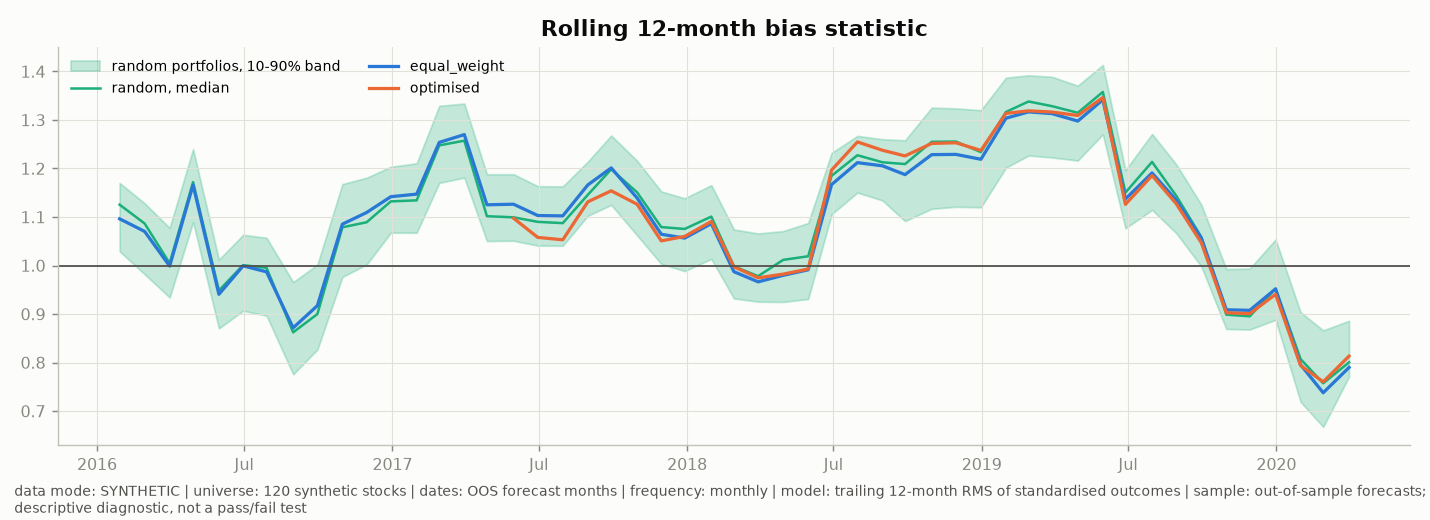 Rolling 12-month bias statistic
random portfolios, 10-90% band
random, median
equal_weight
optimised
1.4
1.3
1.2
1.1
1.0
0.9
0.8
0.7
2016 Jul 2017 Jul 2018 Jul 2019 Jul 2020
data mode: SYNTHETIC | universe: 120 synthetic stocks | dates: OOS forecast months | frequency: monthly | model: trailing 12-month RMS of standardised outcomes | sample: out-of-sample forecasts;
descriptive diagnostic, not a pass/fail test